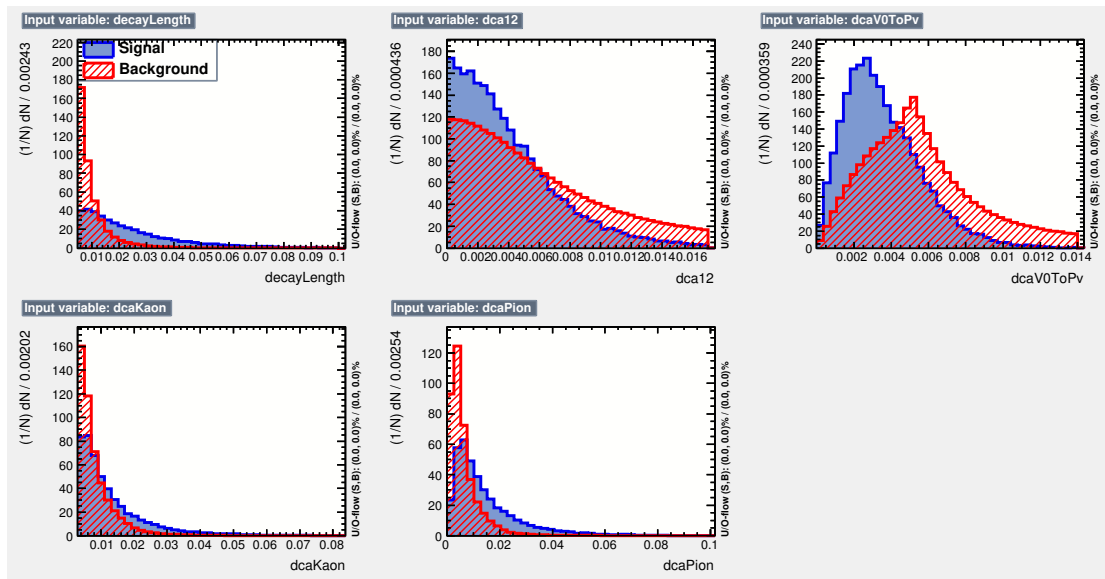 Input variable: decayLength
(1/N) dN / 0.00243
220
200
180
160
140
120
100
80
60
40
20
0
Signal
Background
0.01 0.02 0.03 0.04 0.05 0.06 0.07 0.08 0.09 0.1
decayLength
U/O-flow (S,B): (0.0, 0.0)% / (0.0, 0.0)%
Input variable: dca12
(1/N) dN / 0.000436
180
160
140
120
100
80
60
40
20
0
0 0.002 0.004 0.006 0.008 0.01 0.012 0.014 0.016
dca12
U/O-flow (S,B): (0.0, 0.0)% / (0.0, 0.0)%
Input variable: dcaV0ToPv
(1/N) dN / 0.000359
240
220
200
180
160
140
120
100
80
60
40
20
0
0.002 0.004 0.006 0.008 0.01 0.012 0.014
dcaV0ToPv
U/O-flow (S,B): (0.0, 0.0)% / (0.0, 0.0)%
Input variable: dcaKaon
(1/N) dN / 0.00202
160
140
120
100
80
60
40
20
0
0.01 0.02 0.03 0.04 0.05 0.06 0.07 0.08
dcaKaon
U/O-flow (S,B): (0.0, 0.0)% / (0.0, 0.0)%
Input variable: dcaPion
(1/N) dN / 0.00254
120
100
80
60
40
20
0
0 0.02 0.04 0.06 0.08 0.1
dcaPion
U/O-flow (S,B): (0.0, 0.0)% / (0.0, 0.0)%